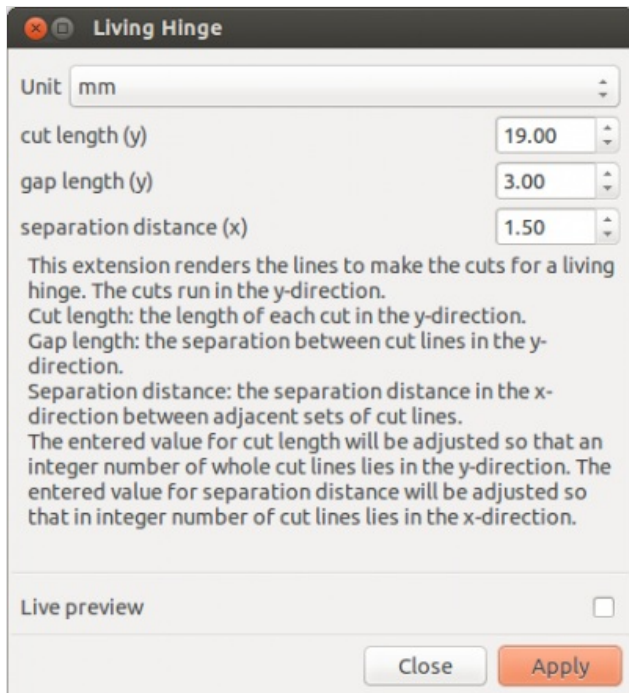 Living Hinge
Unit mm
cut length (y) 19.00
gap length (y) 3.00
separation distance (x) 1.50
This extension renders the lines to make the cuts for a living
hinge. The cuts run in the y-direction.
Cut length: the length of each cut in the y-direction.
Gap length: the separation between cut lines in the y-
direction.
Separation distance: the separation distance in the x-
direction between adjacent sets of cut lines.
The entered value for cut length will be adjusted so that an
integer number of whole cut lines lies in the y-direction. The
entered value for separation distance will be adjusted so
that in integer number of cut lines lies in the x-direction.
Live preview
Close Apply